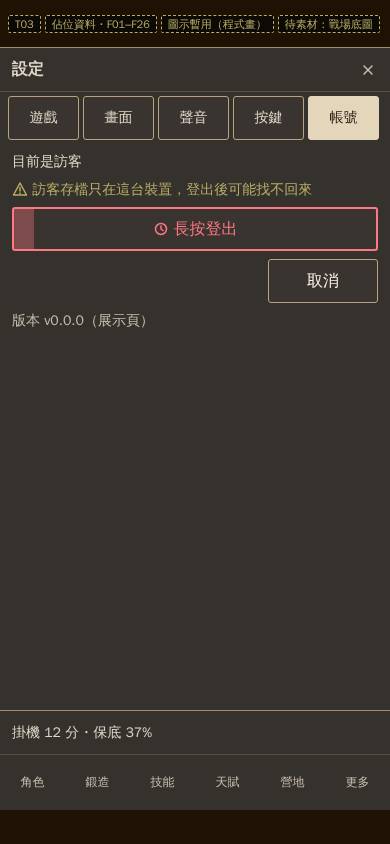 T03 佔位資料・F01–F26 圖示暫用（程式畫） 待素材：戰場底圖
設定 ×
遊戲 畫面 聲音 按鍵 帳號
目前是訪客
訪客存檔只在這台裝置，登出後可能找不回來
長按登出
取消
版本 v0.0.0（展示頁）
掛機 12 分・保底 37%
角色 鍛造 技能 天賦 營地 更多